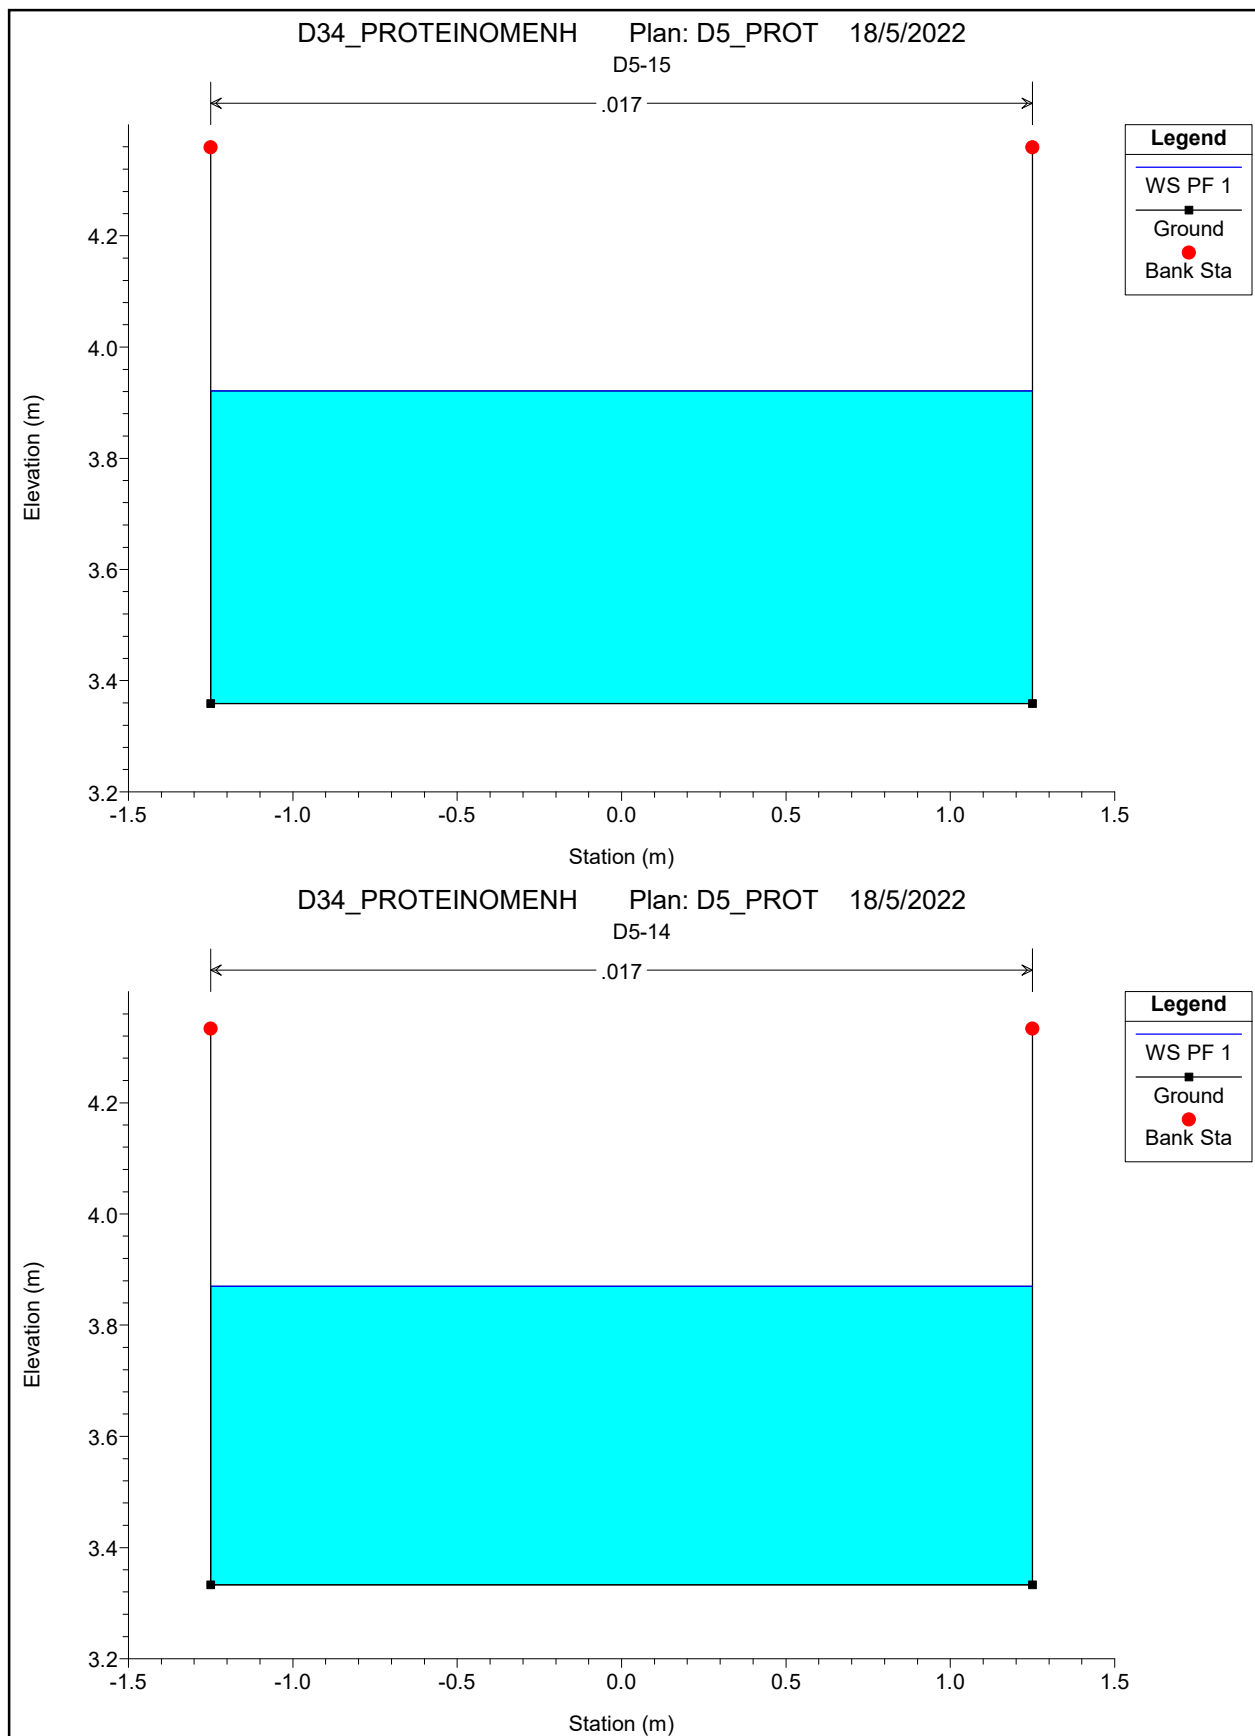 D34_PROTEINOMENH Plan: D5_PROT 18/5/2022
D5-15
.017
Legend
WS PF 1
Ground
Bank Sta
4.2
4.0
3.8
3.6
3.4
3.2
Elevation (m)
-1.5 -1.0 -0.5 0.0 0.5 1.0 1.5
Station (m)
D34_PROTEINOMENH Plan: D5_PROT 18/5/2022
D5-14
.017
Legend
WS PF 1
Ground
Bank Sta
4.2
4.0
3.8
3.6
3.4
3.2
Elevation (m)
-1.5 -1.0 -0.5 0.0 0.5 1.0 1.5
Station (m)